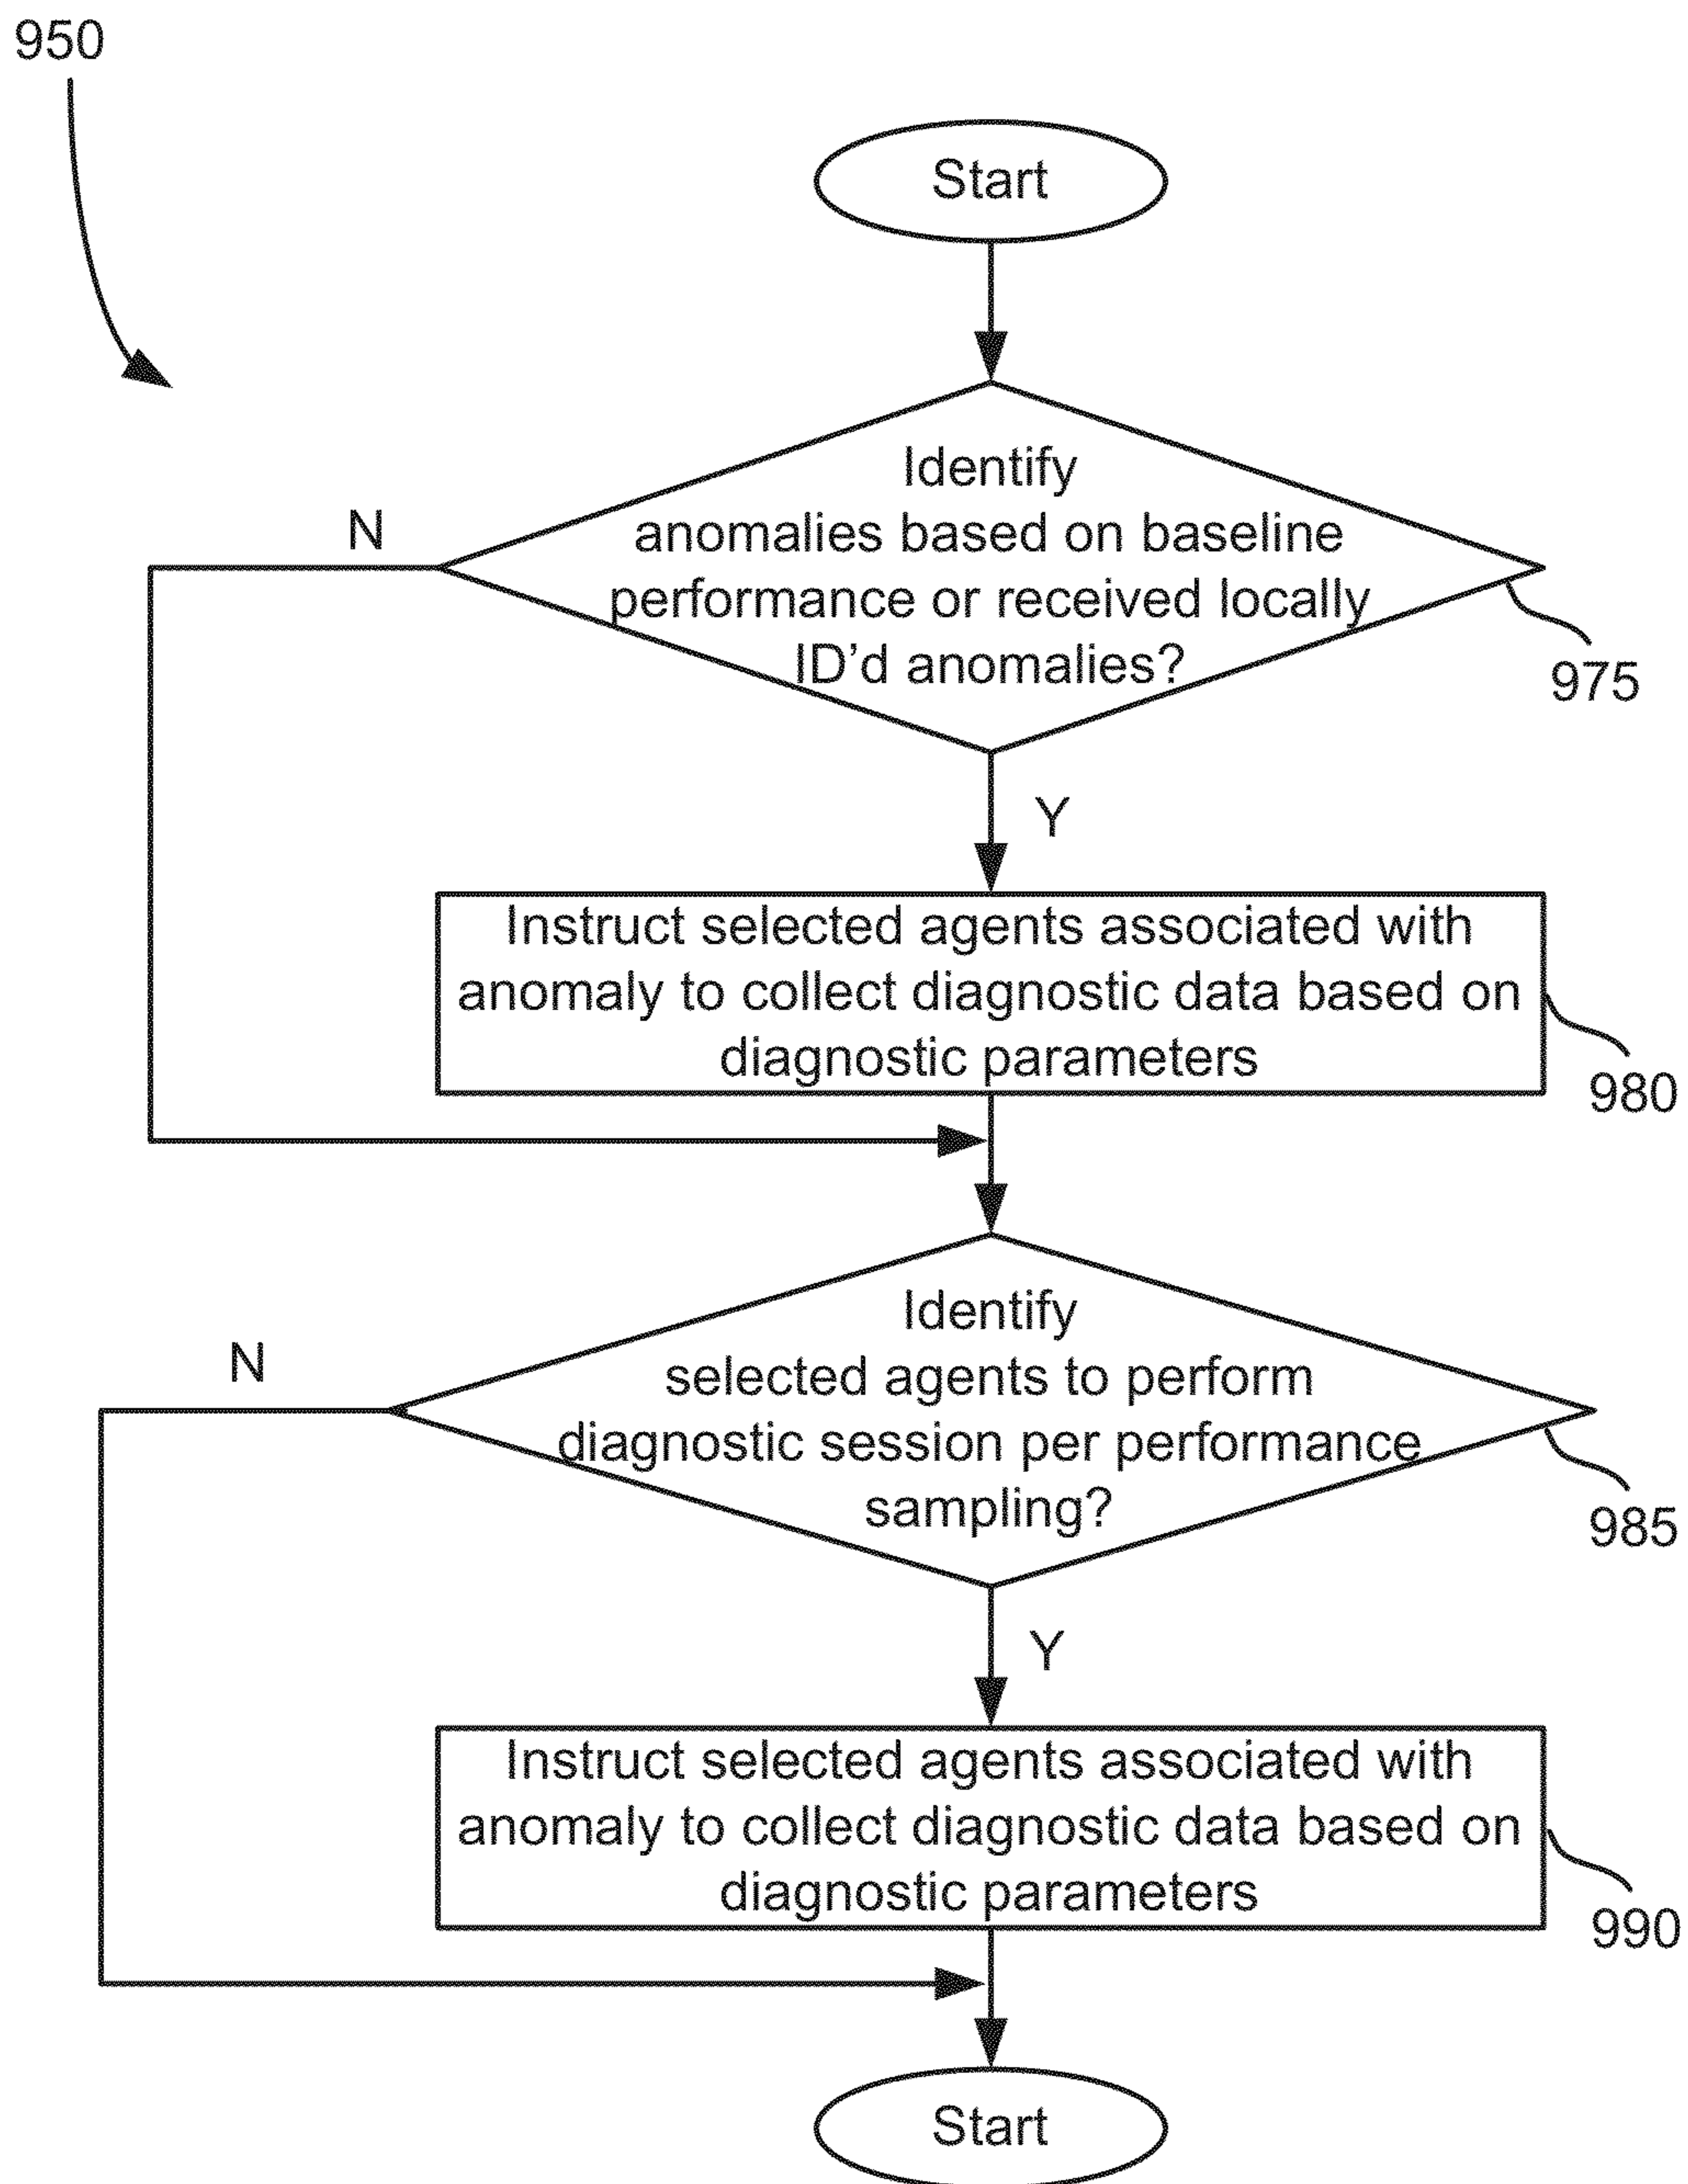 950
Start
Identify
anomalies based on baseline
performance or received locally
ID’d anomalies?
N
975
Y
Instruct selected agents associated with
anomaly to collect diagnostic data based on
diagnostic parameters
980
Identify
selected agents to perform
diagnostic session per performance
sampling?
N
985
Y
Instruct selected agents associated with
anomaly to collect diagnostic data based on
diagnostic parameters
990
Start